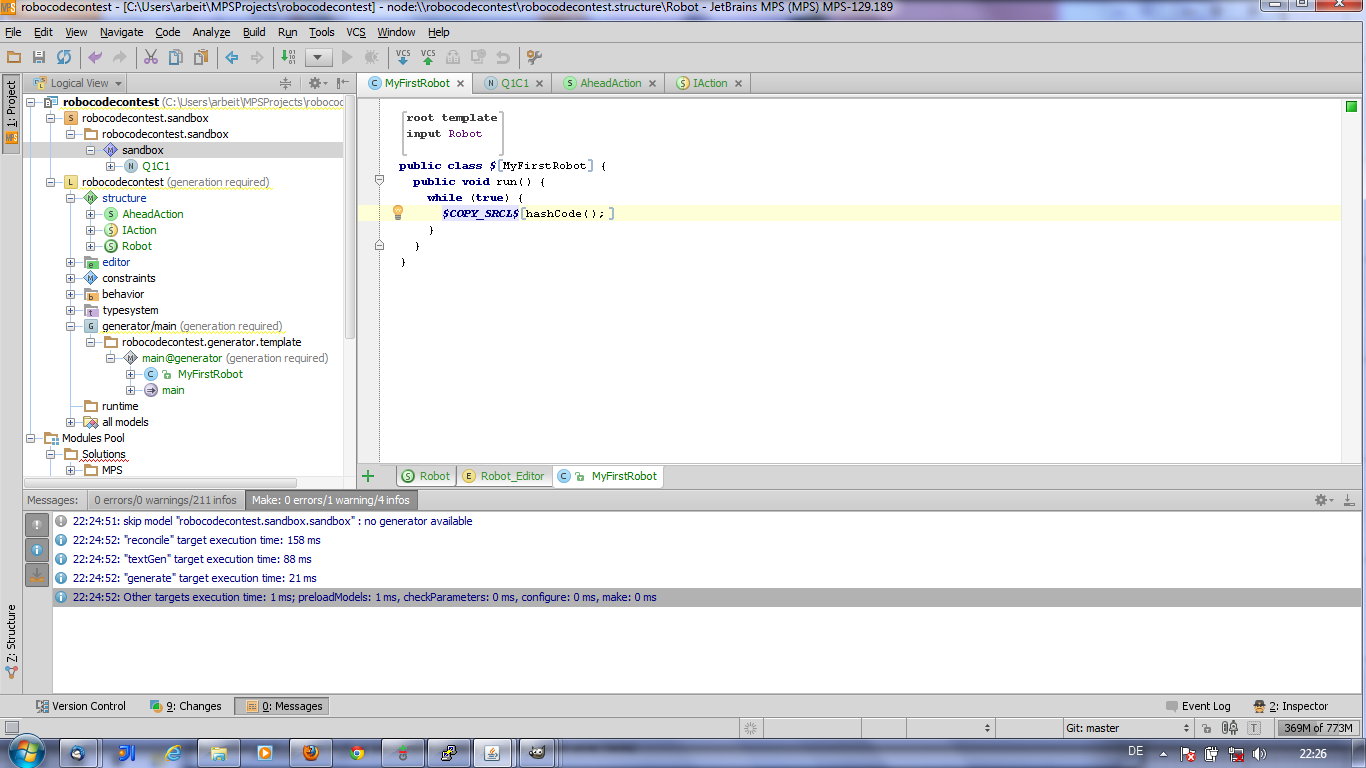 robocodecontest - [C:\Users\arbeit\MPSProjects\robocodecontest] - node:\\robocodecontest\robocodecontest.structure\Robot - JetBrains MPS (MPS) MPS-129.189
File Edit View Navigate Code Analyze Build Run Tools VCS Window Help
Logical View
MyFirstRobot Q1C1 AheadAction IAction
1: Project
robocodecontest (C:\Users\arbeit\MPSProjects\robococ
robocodecontest.sandbox
robocodecontest.sandbox
sandbox
Q1C1
robocodecontest (generation required)
structure
AheadAction
IAction
Robot
editor
constraints
behavior
typesystem
generator/main (generation required)
robocodecontest.generator.template
main@generator (generation required)
MyFirstRobot
main
runtime
all models
Modules Pool
Solutions
MPS
root template
input Robot
public class $[MyFirstRobot] {
public void run() {
while (true) {
$COPY_SRCL$[hashCode(); ]
}
}
}
Robot Robot_Editor MyFirstRobot
Messages: 0 errors/0 warnings/211 infos Make: 0 errors/1 warning/4 infos
22:24:51: skip model "robocodecontest.sandbox.sandbox" : no generator available
22:24:52: "reconcile" target execution time: 158 ms
22:24:52: "textGen" target execution time: 88 ms
22:24:52: "generate" target execution time: 21 ms
22:24:52: Other targets execution time: 1 ms; preloadModels: 1 ms, checkParameters: 0 ms, configure: 0 ms, make: 0 ms
Z: Structure
Version Control 9: Changes 0: Messages Event Log 2: Inspector
Git: master T 369M of 773M
DE 22:26